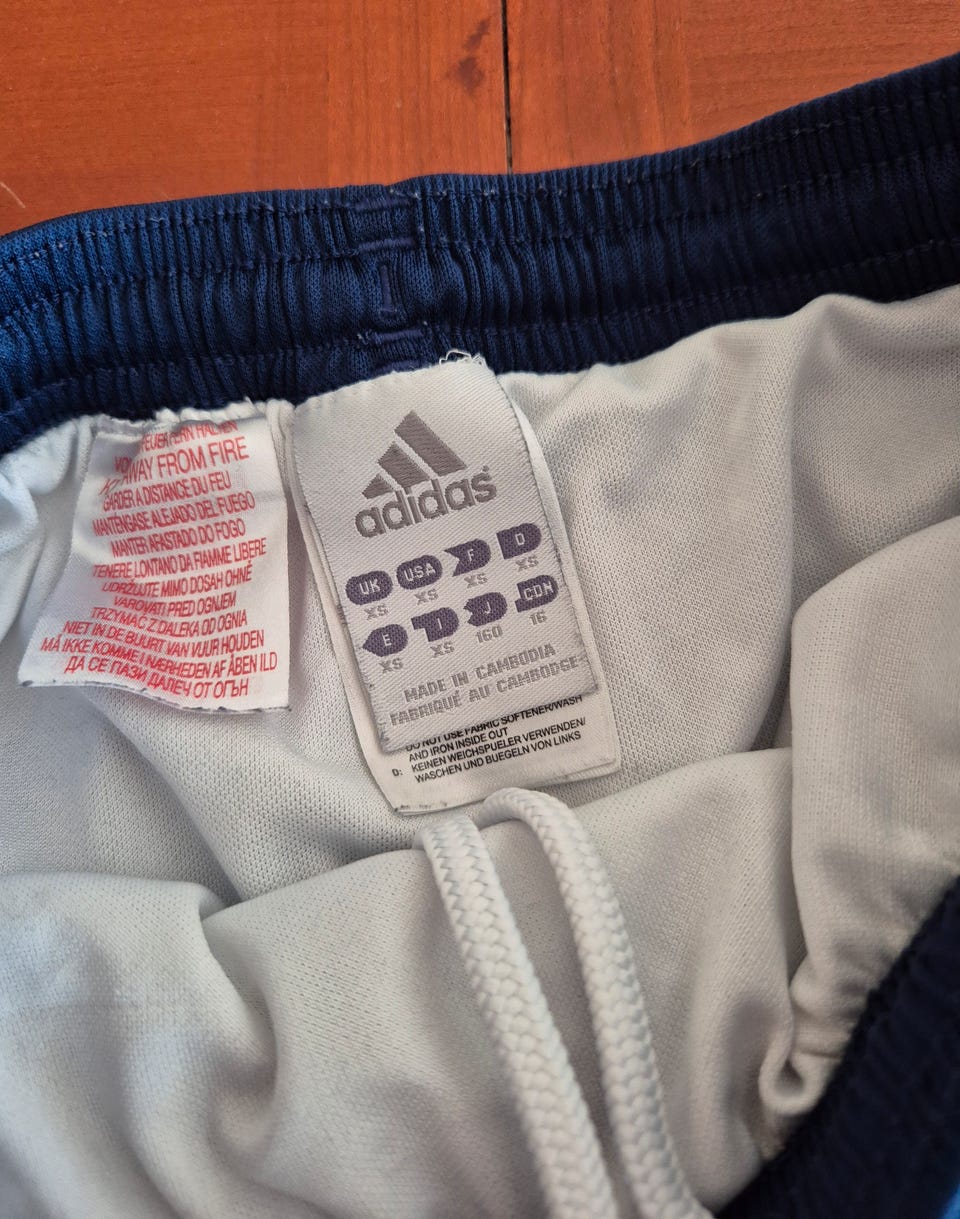 FEUER FERN HALTEN
AWAY FROM FIRE
GARDER A DISTANCE DU FEU
MANTÉNGASE ALEJADO DEL FUEGO
MANTER AFASTADO DO FOGO
TENERE LONTANO DA FIAMME LIBERE
UDRŽUJTE MIMO DOSAH OHNĚ
VAROVATI PRED OGNJEM
TRZYMAĆ Z DALEKA OD OGNIA
NIET IN DE BUURT VAN VUUR HOUDEN
MÅ IKKE KOMME I NÆRHEDEN AF ÅBEN ILD
ДА СЕ ПАЗИ ДАЛЕЧ ОТ ОГЪН
adidas®
UK USA F D
XS XS XS XS
E I J CDN
XS XS 160 16
MADE IN CAMBODIA
FABRIQUÉ AU CAMBODGE
DO NOT USE FABRIC SOFTENER/WASH
AND IRON INSIDE OUT
D: KEINEN WEICHSPUELER VERWENDEN/
WASCHEN UND BUEGELN VON LINKS